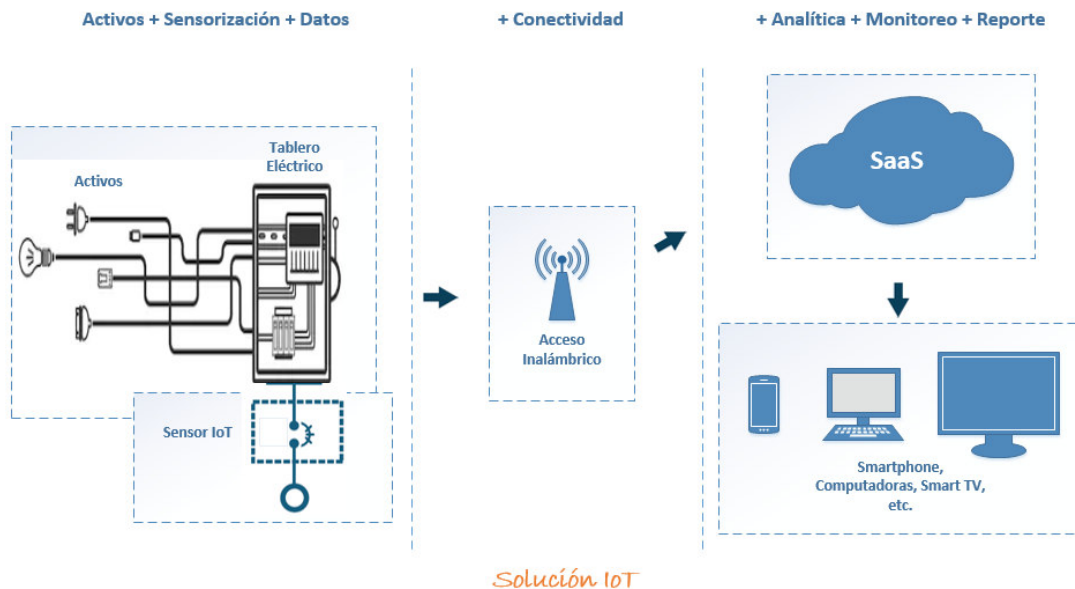 Activos + Sensorización + Datos
+ Conectividad
+ Analítica + Monitoreo + Reporte
Tablero
Eléctrico
Activos
Sensor IoT
Acceso
Inalámbrico
SaaS
Smartphone,
Computadoras, Smart TV,
etc.
Solución IoT